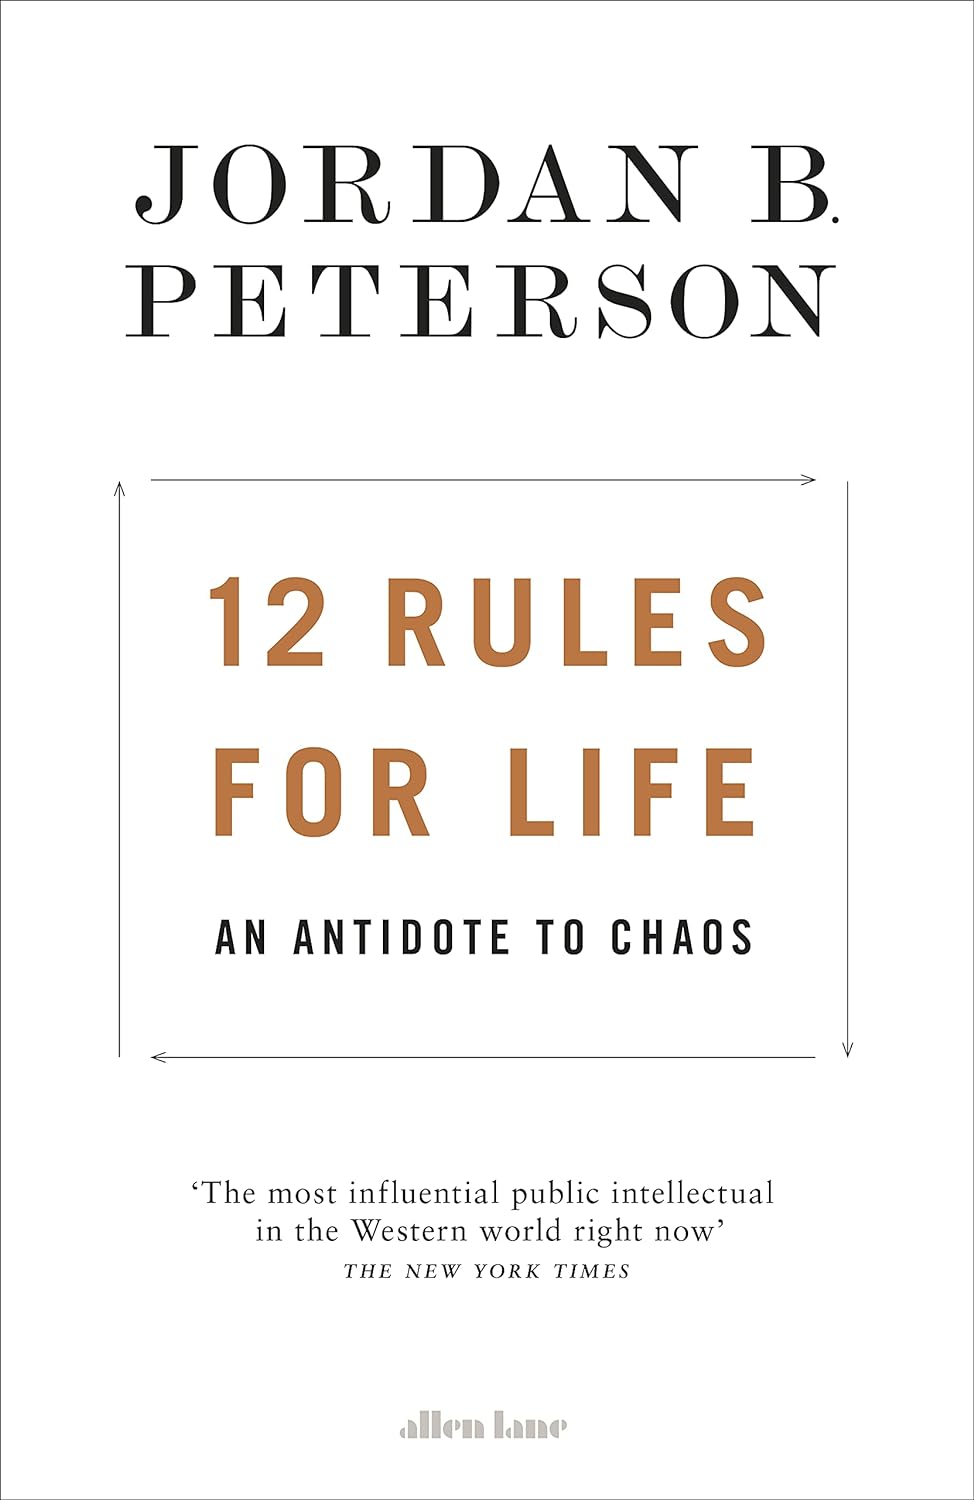 JORDAN B.
PETERSON
12 RULES
FOR LIFE
AN ANTIDOTE TO CHAOS
‘The most influential public intellectual
in the Western world right now’
THE NEW YORK TIMES
allen lane